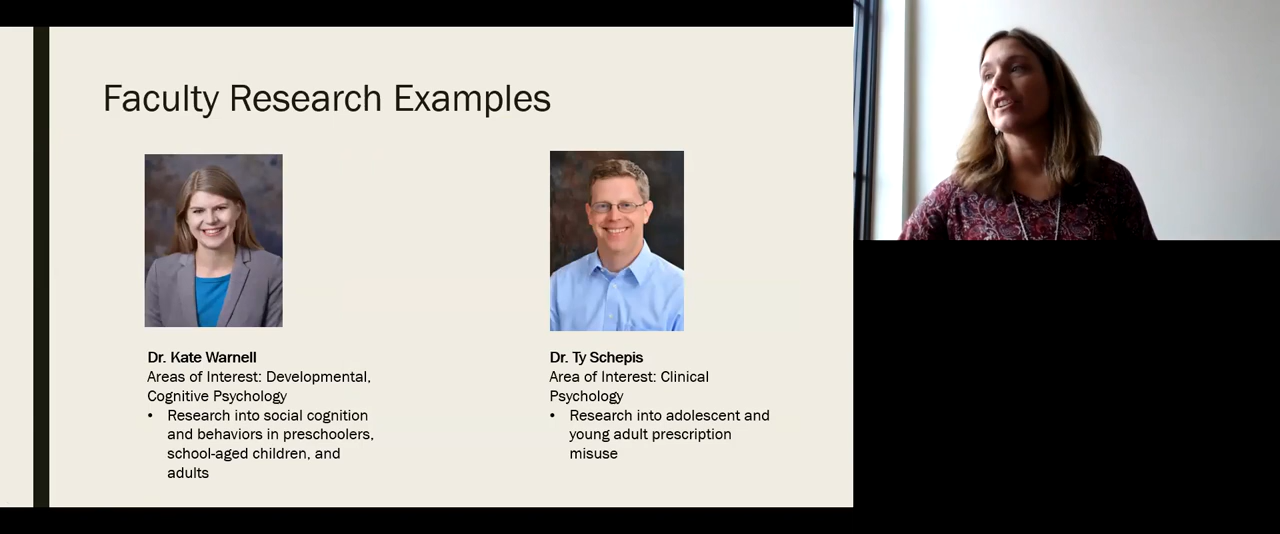 Faculty Research Examples
Dr. Kate Warnell
Areas of Interest: Developmental,
Cognitive Psychology
• Research into social cognition
and behaviors in preschoolers,
school-aged children, and
adults
Dr. Ty Schepis
Area of Interest: Clinical
Psychology
• Research into adolescent and
young adult prescription
misuse